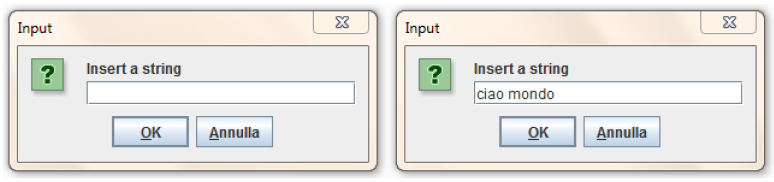 Input
Insert a string
OK Annulla
Input
Insert a string
ciao mondo
OK Annulla